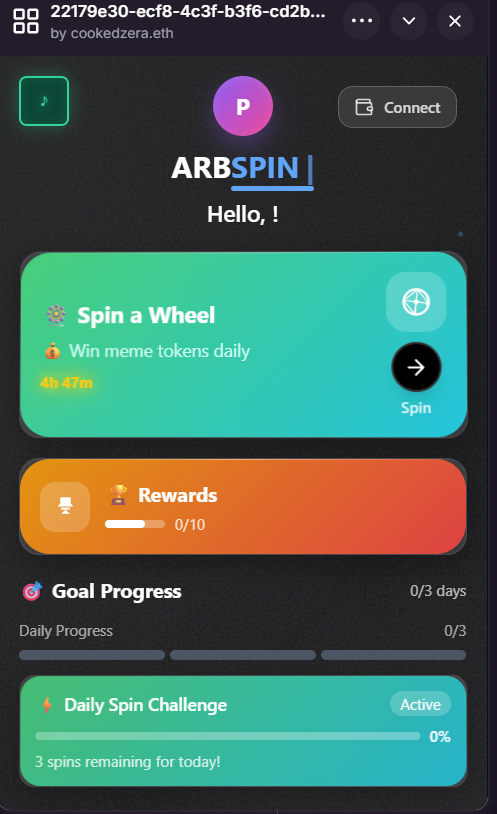 22179e30-ecf8-4c3f-b3f6-cd2b...
by cookedzera.eth
P
Connect
ARBSPIN |
Hello, !
Spin a Wheel
Win meme tokens daily
4h 47m
Spin
Rewards
0/10
Goal Progress
0/3 days
Daily Progress
0/3
Daily Spin Challenge
Active
0%
3 spins remaining for today!